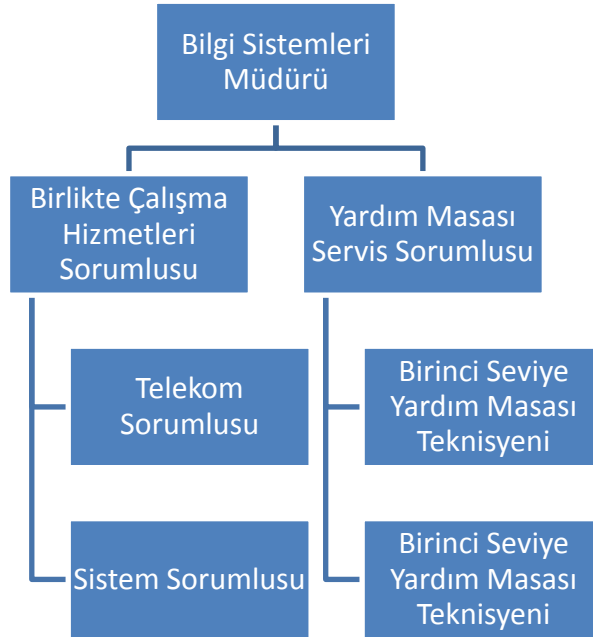 Bilgi Sistemleri
Müdürü
Birlikte Çalışma
Hizmetleri
Sorumlusu
Yardım Masası
Servis Sorumlusu
Telekom
Sorumlusu
Birinci Seviye
Yardım Masası
Teknisyeni
Sistem Sorumlusu
Birinci Seviye
Yardım Masası
Teknisyeni